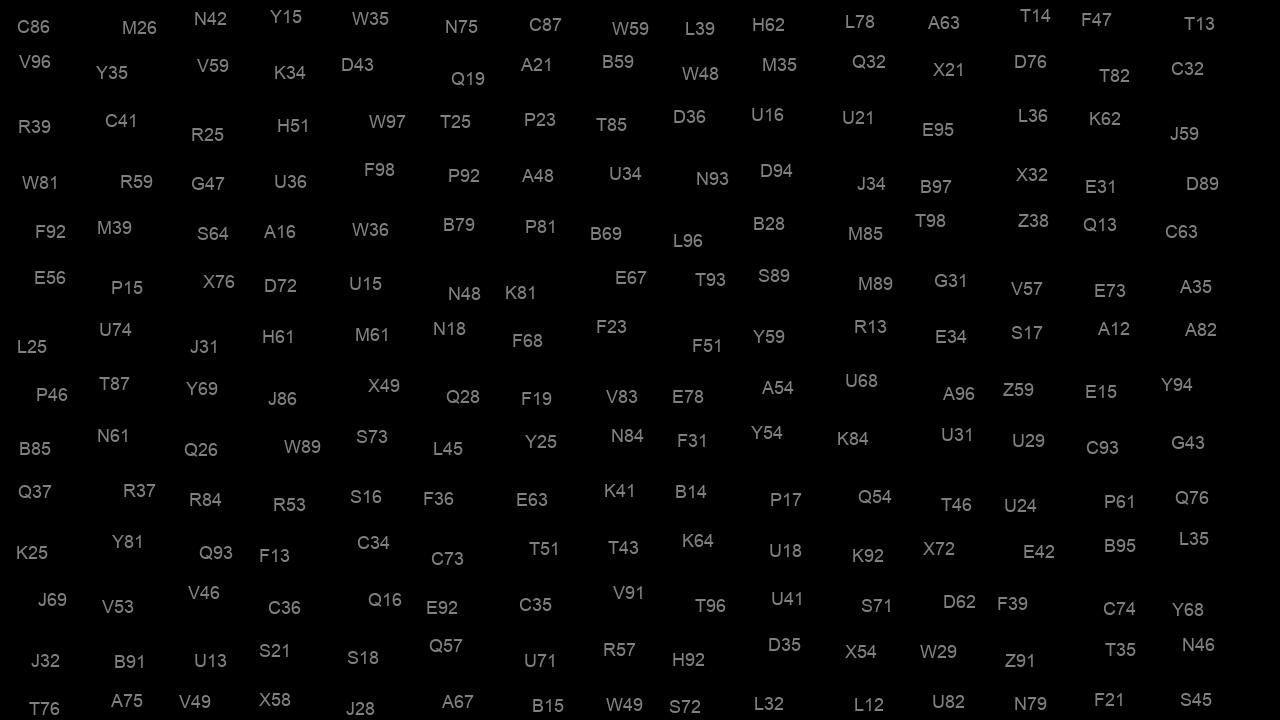 C86 M26 N42 Y15 W35 N75 C87 W59 L39 H62 L78 A63 T14 F47 T13
V96 Y35 V59 K34 D43 Q19 A21 B59 W48 M35 Q32 X21 D76 T82 C32
R39 C41 R25 H51 W97 T25 P23 T85 D36 U16 U21 E95 L36 K62 J59
W81 R59 G47 U36 F98 P92 A48 U34 N93 D94 J34 B97 X32 E31 D89
F92 M39 S64 A16 W36 B79 P81 B69 L96 B28 M85 T98 Z38 Q13 C63
E56 P15 X76 D72 U15 N48 K81 E67 T93 S89 M89 G31 V57 E73 A35
L25 U74 J31 H61 M61 N18 F68 F23 F51 Y59 R13 E34 S17 A12 A82
P46 T87 Y69 J86 X49 Q28 F19 V83 E78 A54 U68 A96 Z59 E15 Y94
B85 N61 Q26 W89 S73 L45 Y25 N84 F31 Y54 K84 U31 U29 C93 G43
Q37 R37 R84 R53 S16 F36 E63 K41 B14 P17 Q54 T46 U24 P61 Q76
K25 Y81 Q93 F13 C34 C73 T51 T43 K64 U18 K92 X72 E42 B95 L35
J69 V53 V46 C36 Q16 E92 C35 V91 T96 U41 S71 D62 F39 C74 Y68
J32 B91 U13 S21 S18 Q57 U71 R57 H92 D35 X54 W29 Z91 T35 N46
T76 A75 V49 X58 J28 A67 B15 W49 S72 L32 L12 U82 N79 F21 S45